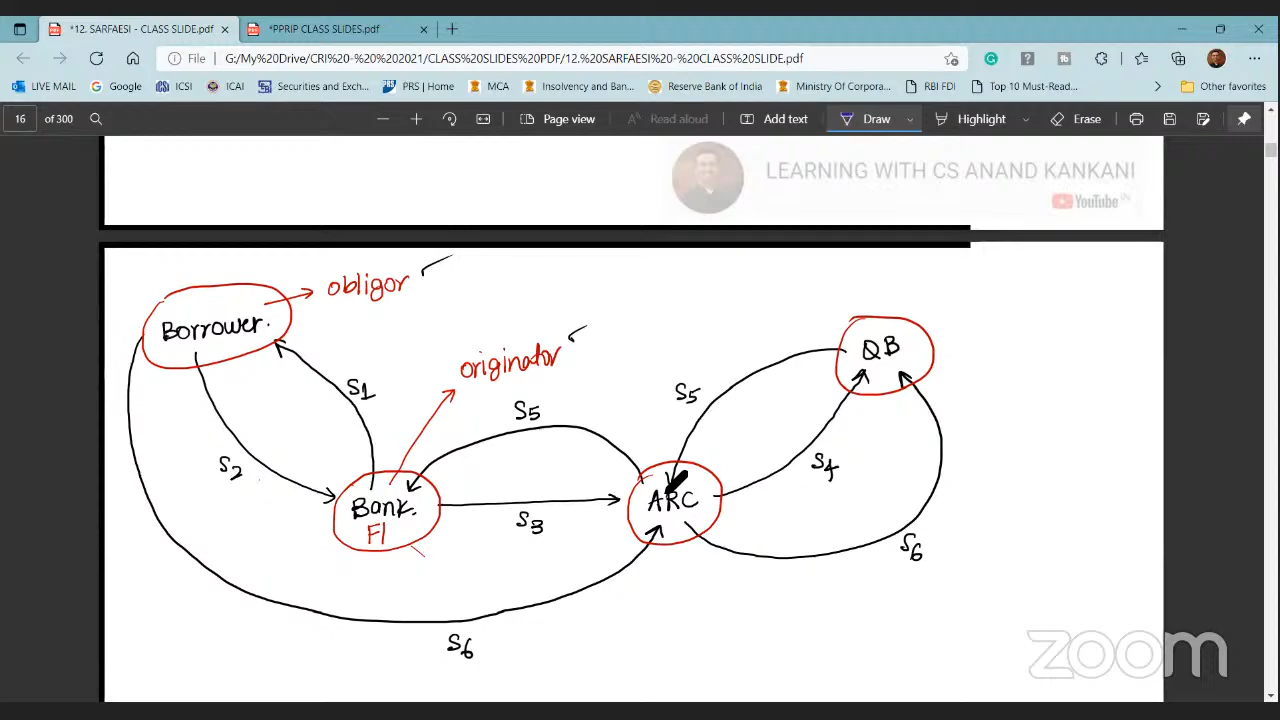 *12. SARFAESI - CLASS SLIDE.pdf
*PPRIP CLASS SLIDES.pdf
File
G:/My%20Drive/CRI%20-%20%202021/CLASS%20SLIDES%20PDF/12.%20SARFAESI%20-%20CLASS%20SLIDE.pdf
LIVE MAIL
Google
ICSI
ICAI
Securities and Exch...
PRS | Home
MCA
Insolvency and Ban...
Reserve Bank of India
Ministry Of Corpora...
RBI FDI
Top 10 Must-Read...
Other favorites
16 of 300
Page view
Read aloud
Add text
Draw
Highlight
Erase
LEARNING WITH CS ANAND KANKANI
YouTube
obligor
Borrower.
originator
QB
S1
S5
S5
S2
S4
Bank.
FI
S3
ARC
S6
S6
zoom